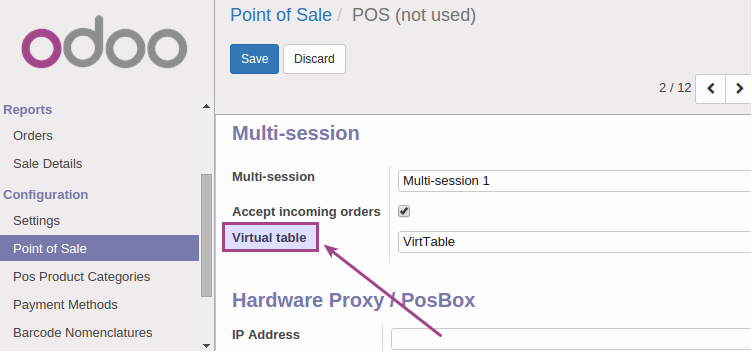 odoo
Reports
Orders
Sale Details
Configuration
Settings
Point of Sale
Pos Product Categories
Payment Methods
Barcode Nomenclatures
Point of Sale / POS (not used)
Save Discard
2 / 12
Multi-session
Multi-session Multi-session 1
Accept incoming orders
Virtual table VirtTable
Hardware Proxy / PosBox
IP Address